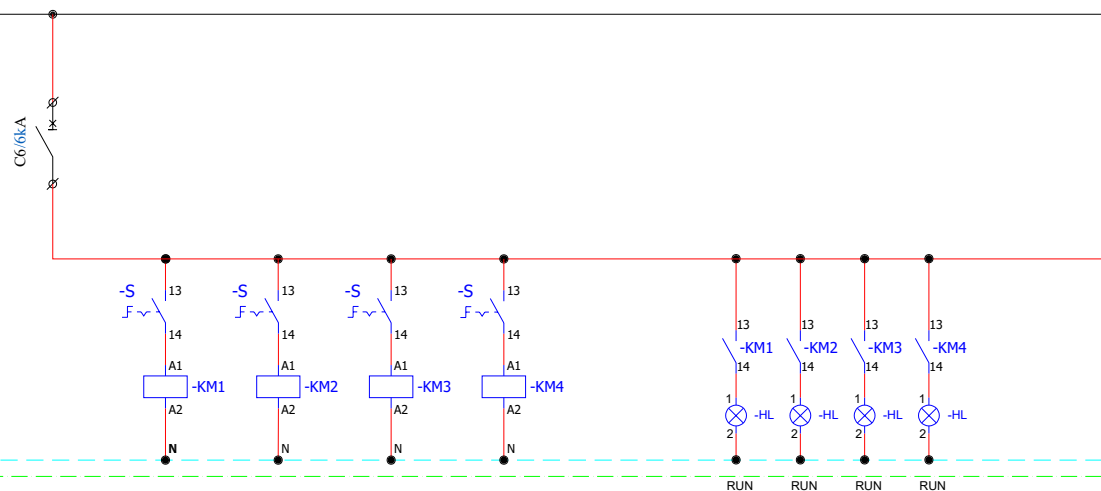 C6/6kA
-S 13 -S 13 -S 13 -S 13
14 14 14 14
13 13 13 13
-KM1 -KM2 -KM3 -KM4
14 14 14 14
A1 A1 A1 A1
-KM1 -KM2 -KM3 -KM4
A2 A2 A2 A2
1 1 1 1
-HL -HL -HL -HL
2 2 2 2
N N N N
RUN RUN RUN RUN